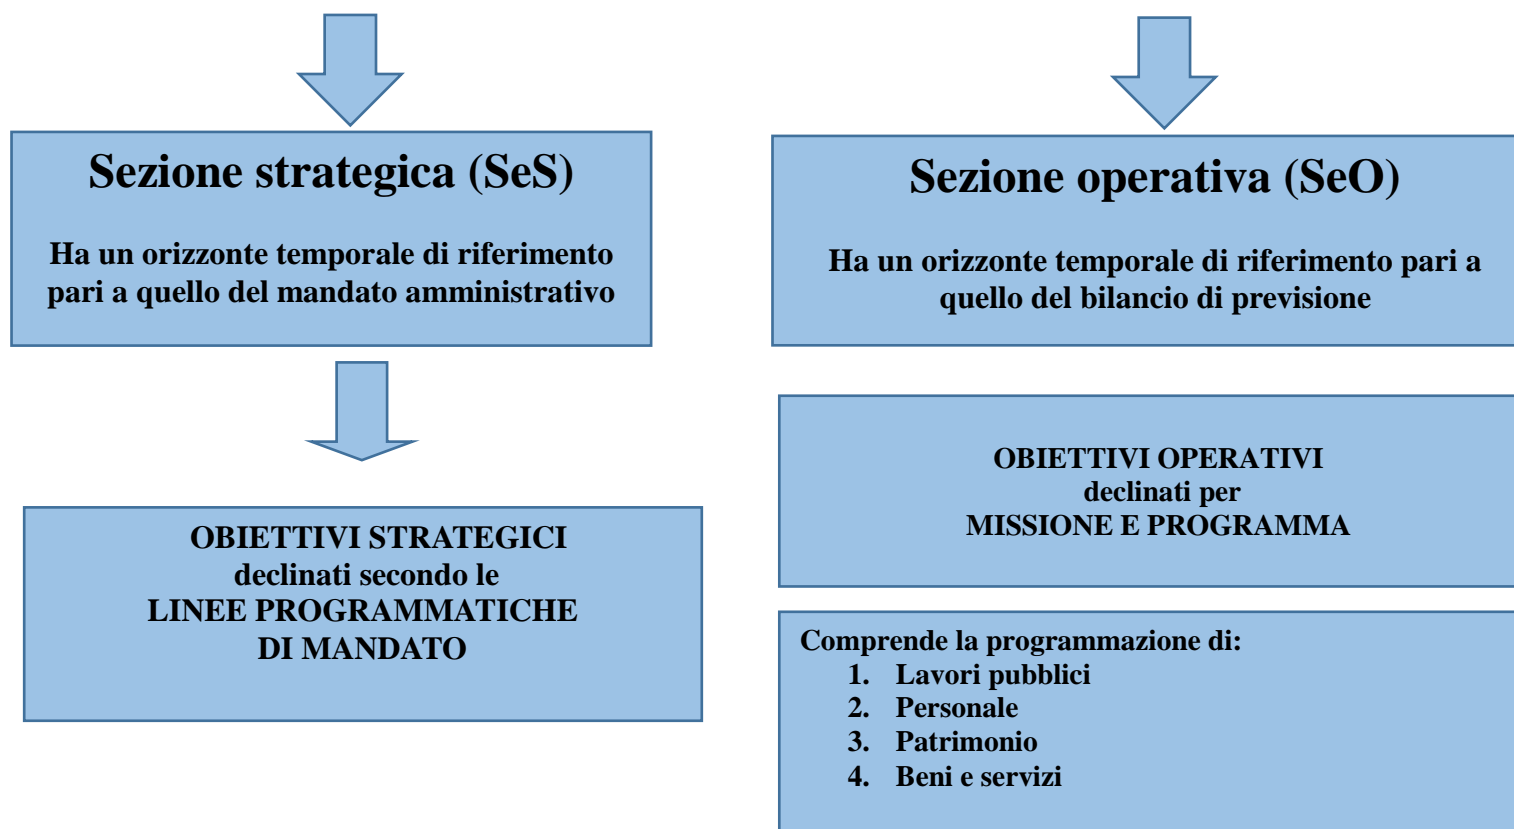 Sezione strategica (SeS)
Ha un orizzonte temporale di riferimento
pari a quello del mandato amministrativo
OBIETTIVI STRATEGICI
declinati secondo le
LINEE PROGRAMMATICHE
DI MANDATO
Sezione operativa (SeO)
Ha un orizzonte temporale di riferimento pari a
quello del bilancio di previsione
OBIETTIVI OPERATIVI
declinati per
MISSIONE E PROGRAMMA
Comprende la programmazione di:
1. Lavori pubblici
2. Personale
3. Patrimonio
4. Beni e servizi